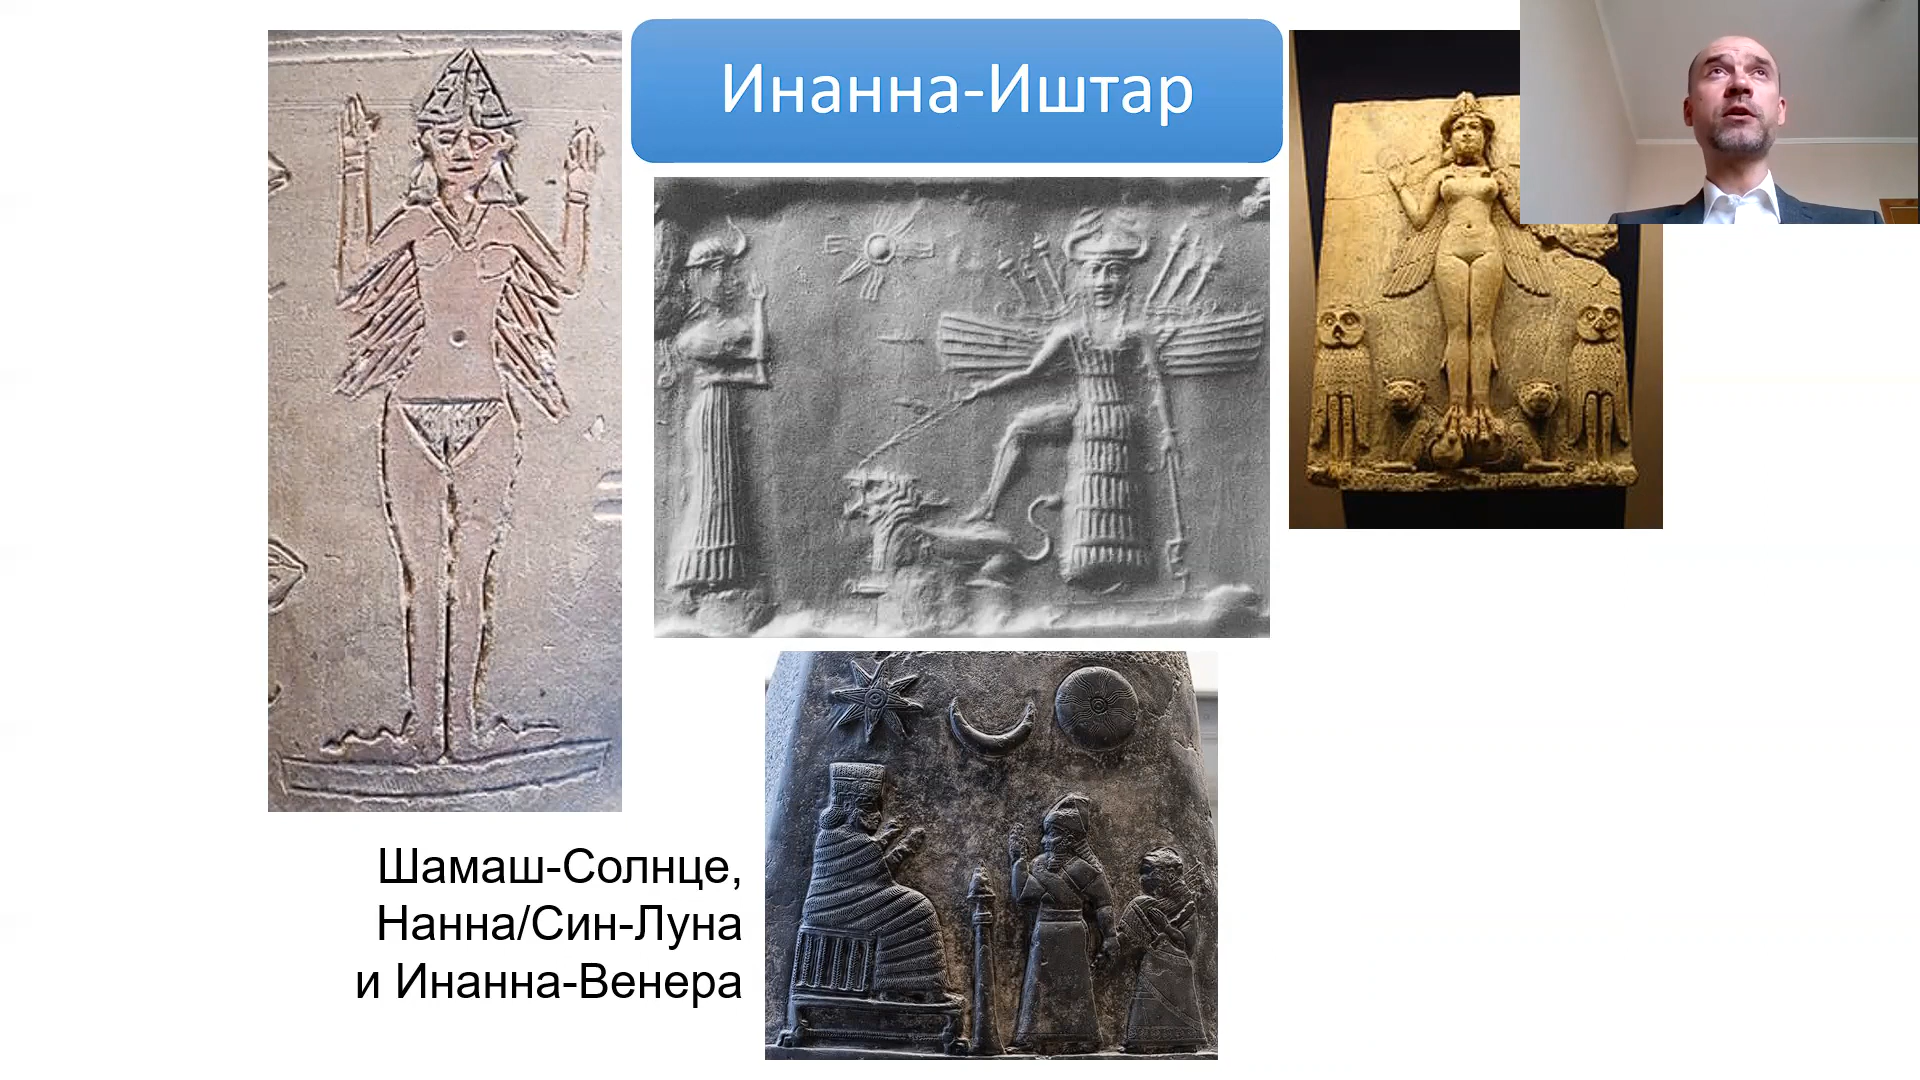 Инанна-Иштар
Шамаш-Солнце,
Нанна/Син-Луна
и Инанна-Венера